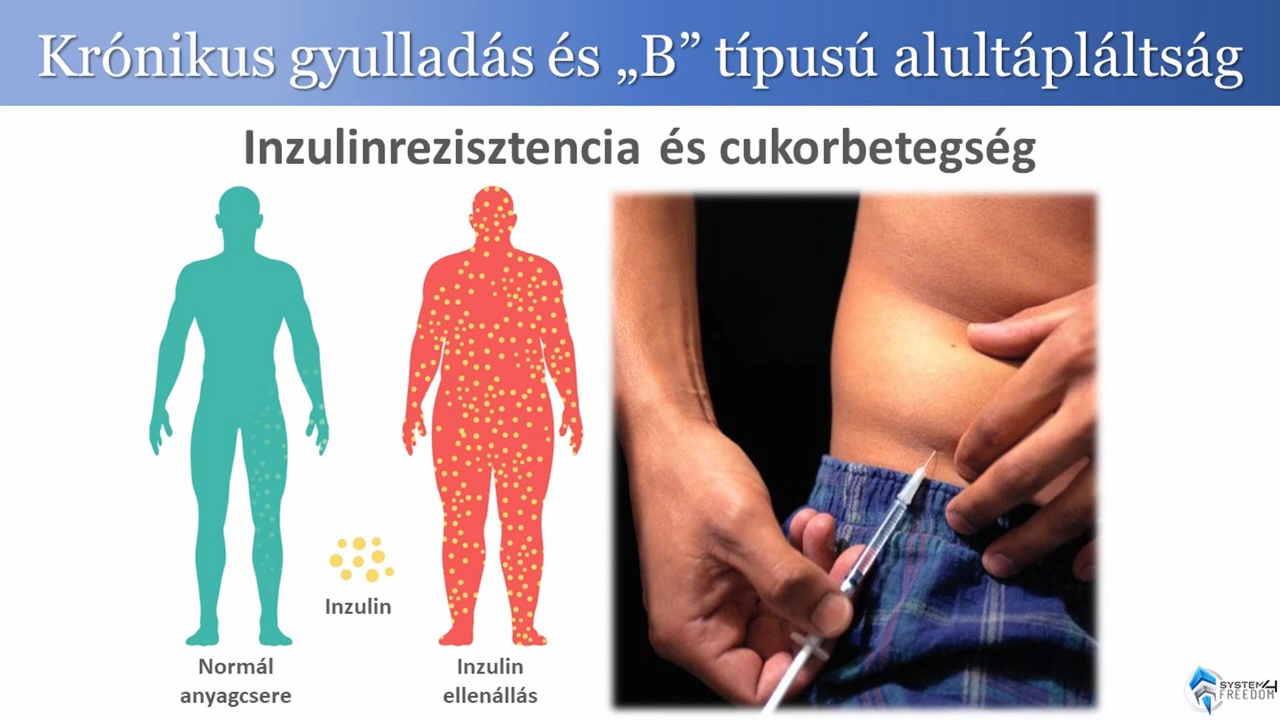 Krónikus gyulladás és „B” típusú alultápláltság
Inzulinrezisztencia és cukorbetegség
Inzulin
Normál
anyagcsere
Inzulin
ellenállás
SYSTEM4
FREEDOM